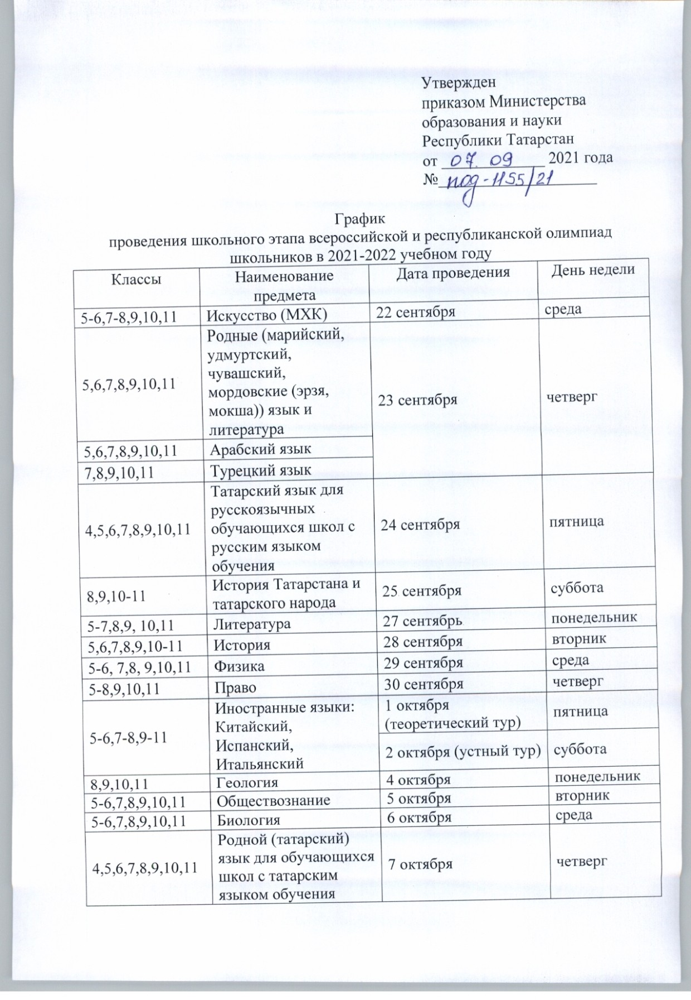 Утвержден
приказом Министерства
образования и науки
Республики Татарстан
от 07.09 2021 года
№ под-1155/21
График
проведения школьного этапа всероссийской и республиканской олимпиад
школьников в 2021-2022 учебном году
Классы Наименование Дата проведения День недели
предмета
5-6,7-8,9,10,11 Искусство (МХК) 22 сентября среда
Родные (марийский,
удмуртский,
чувашский,
5,6,7,8,9,10,11 мордовские (эрзя, 23 сентября четверг
мокша)) язык и
литература
5,6,7,8,9,10,11 Арабский язык
7,8,9,10,11 Турецкий язык
Татарский язык для
русскоязычных
4,5,6,7,8,9,10,11 обучающихся школ с 24 сентября пятница
русским языком
обучения
8,9,10-11 История Татарстана и 25 сентября суббота
татарского народа
5-7,8,9, 10,11 Литература 27 сентябрь понедельник
5,6,7,8,9,10-11 История 28 сентября вторник
5-6, 7,8, 9,10,11 Физика 29 сентября среда
5-8,9,10,11 Право 30 сентября четверг
5-6,7-8,9-11 Иностранные языки: 1 октября пятница
Китайский, (теоретический тур)
Испанский, 2 октября (устный тур) суббота
Итальянский
8,9,10,11 Геология 4 октября понедельник
5-6,7,8,9,10,11 Обществознание 5 октября вторник
5-6,7,8,9,10,11 Биология 6 октября среда
Родной (татарский)
4,5,6,7,8,9,10,11 язык для обучающихся 7 октября четверг
школ с татарским
языком обучения